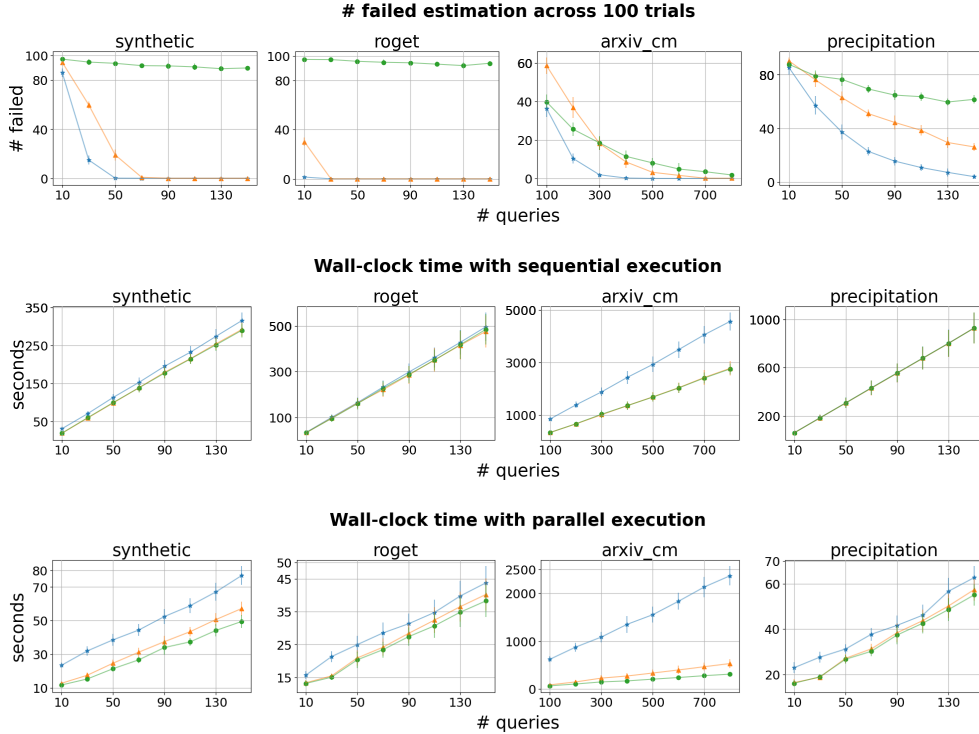 # failed estimation across 100 trials
synthetic roget arxiv_cm precipitation
# failed
100
80
40
0
10 50 90 130
100
80
40
0
10 50 90 130
60
40
20
0
100 300 500 700
80
40
0
10 50 90 130
# queries
Wall-clock time with sequential execution
synthetic roget arxiv_cm precipitation
seconds
350
250
150
50
10 50 90 130
500
300
100
10 50 90 130
5000
3000
1000
100 300 500 700
1000
600
200
10 50 90 130
# queries
Wall-clock time with parallel execution
synthetic roget arxiv_cm precipitation
seconds
80
70
50
30
10
10 50 90 130
50
45
35
25
15
10 50 90 130
2500
2000
1000
0
100 300 500 700
70
60
40
20
10 50 90 130
# queries